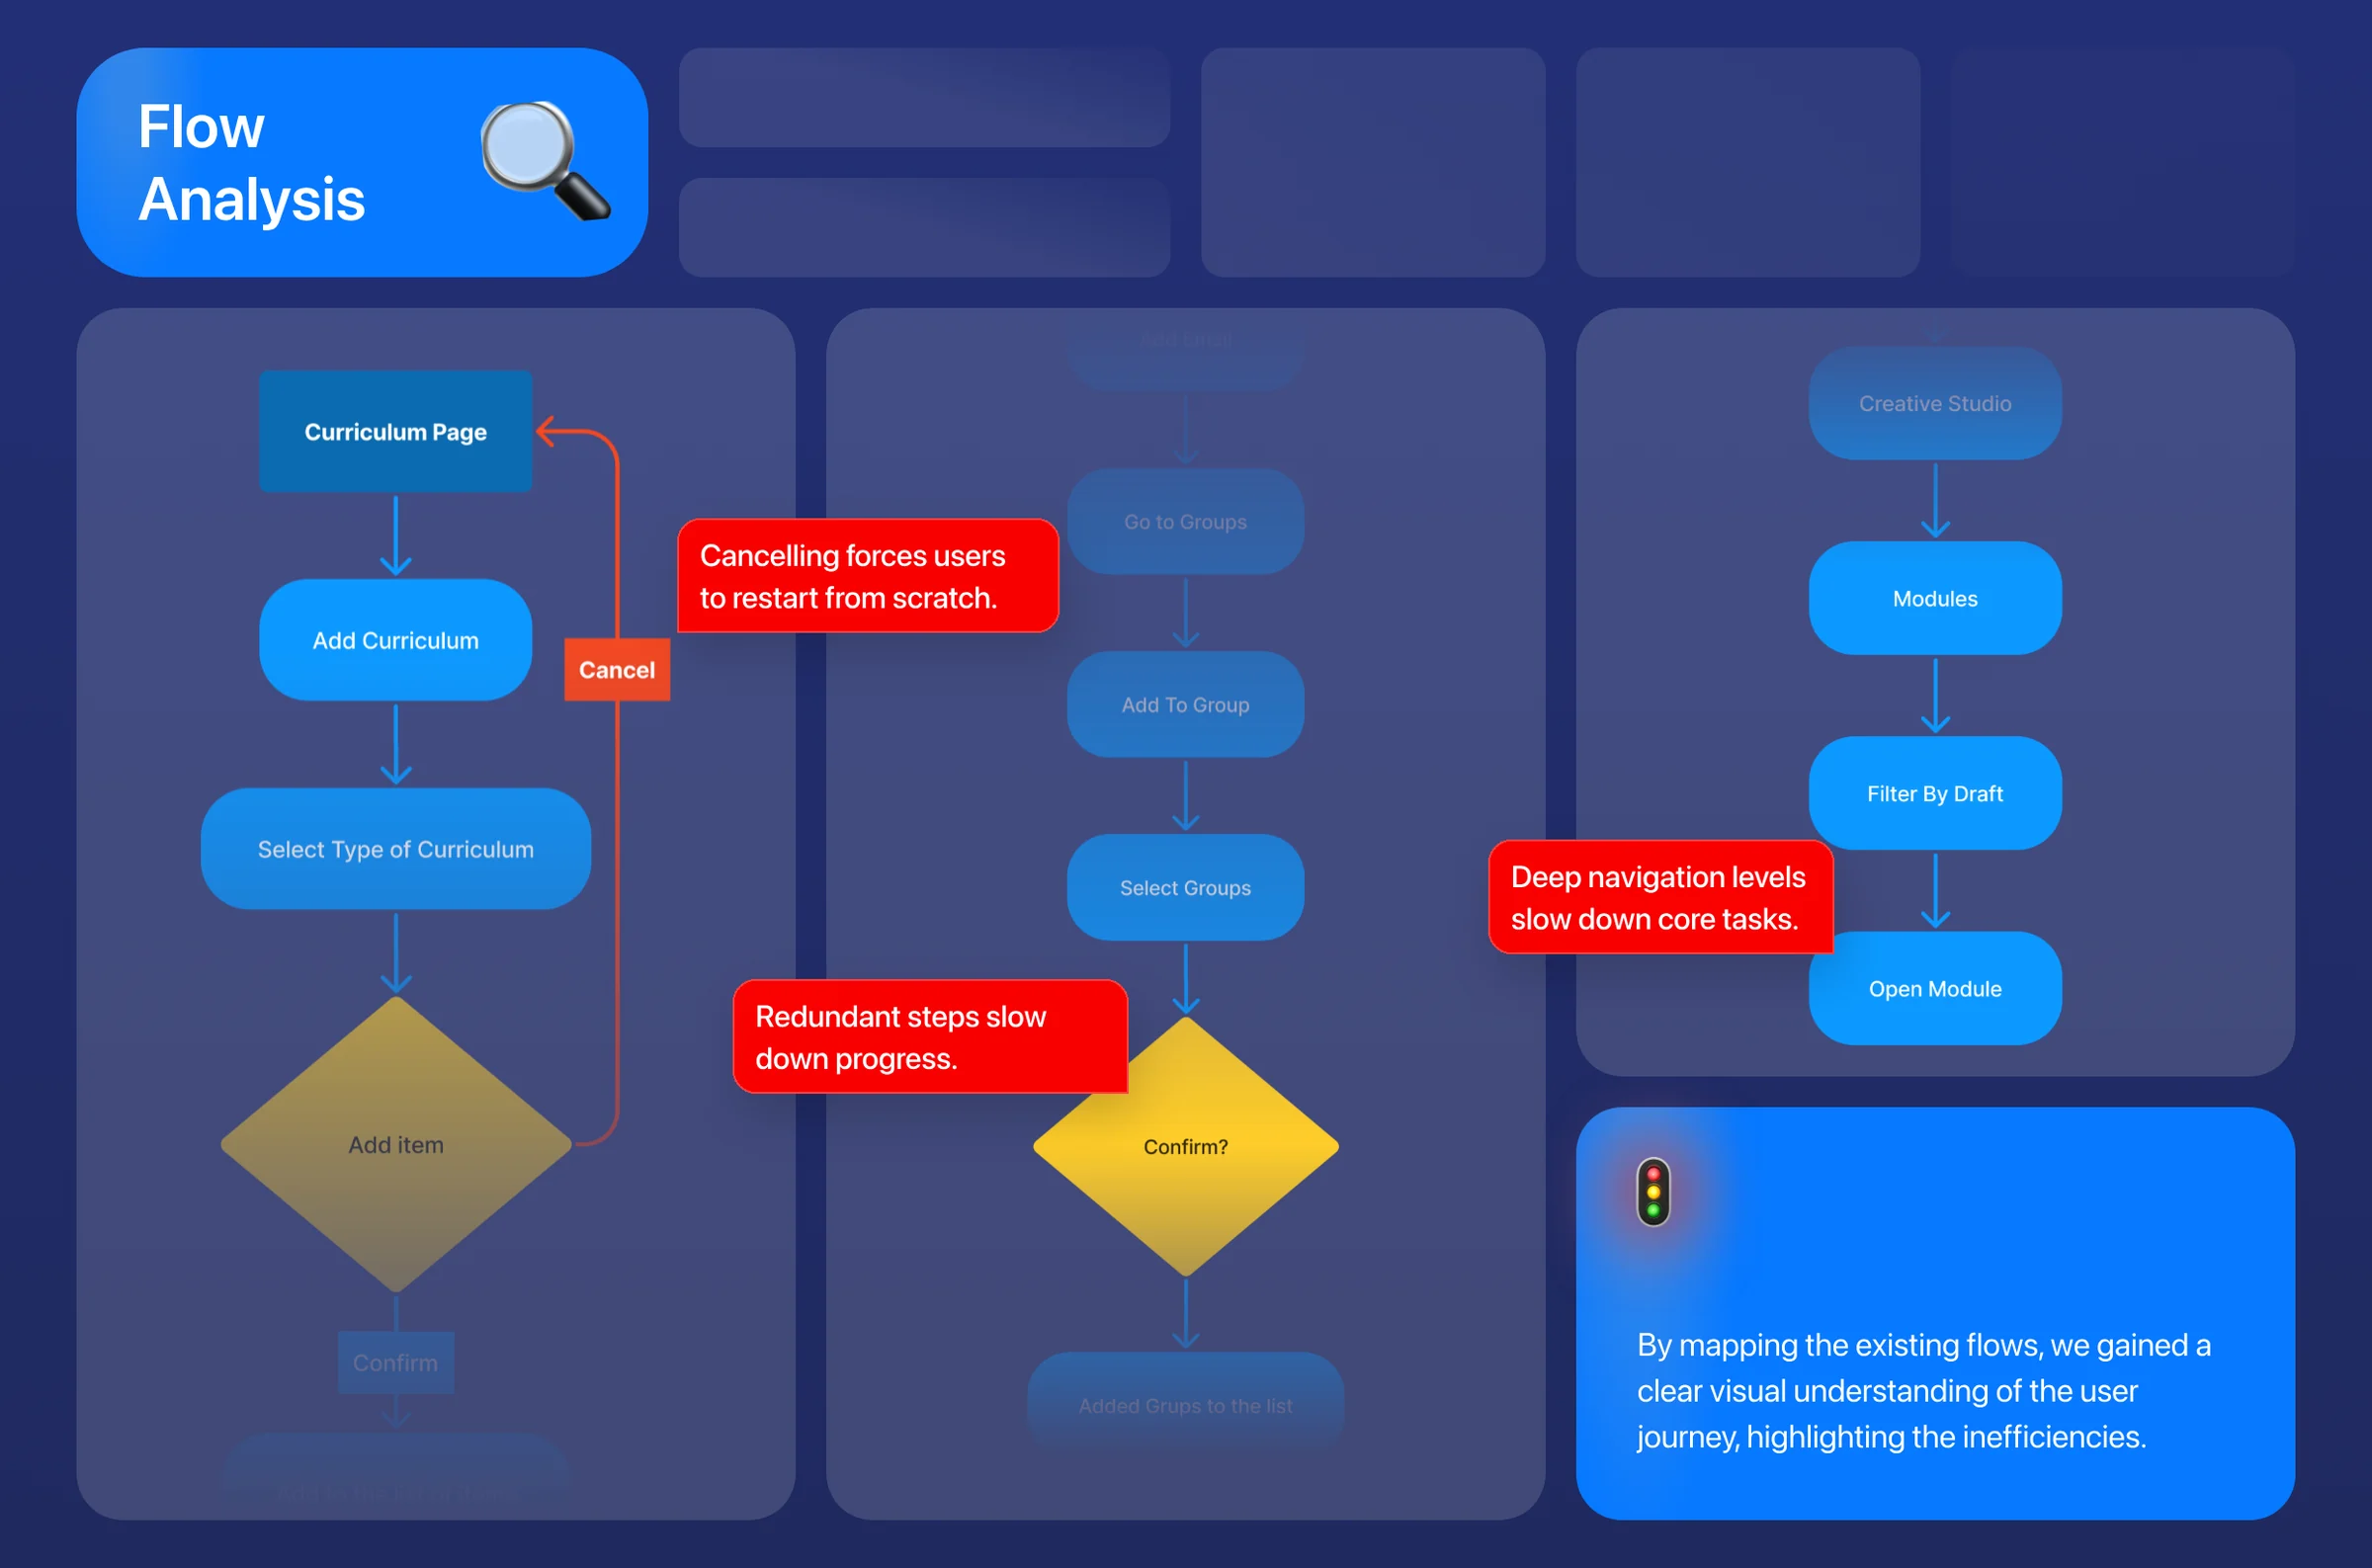 Flow
Analysis
Curriculum Page
Add Curriculum
Cancel
Select Type of Curriculum
Add item
Confirm
Cancelling forces users
to restart from scratch.
Add Email
Go to Groups
Add To Group
Select Groups
Redundant steps slow
down progress.
Confirm?
Added Grups to the list
Creative Studio
Modules
Filter By Draft
Deep navigation levels
slow down core tasks.
Open Module
By mapping the existing flows, we gained a
clear visual understanding of the user
journey, highlighting the inefficiencies.